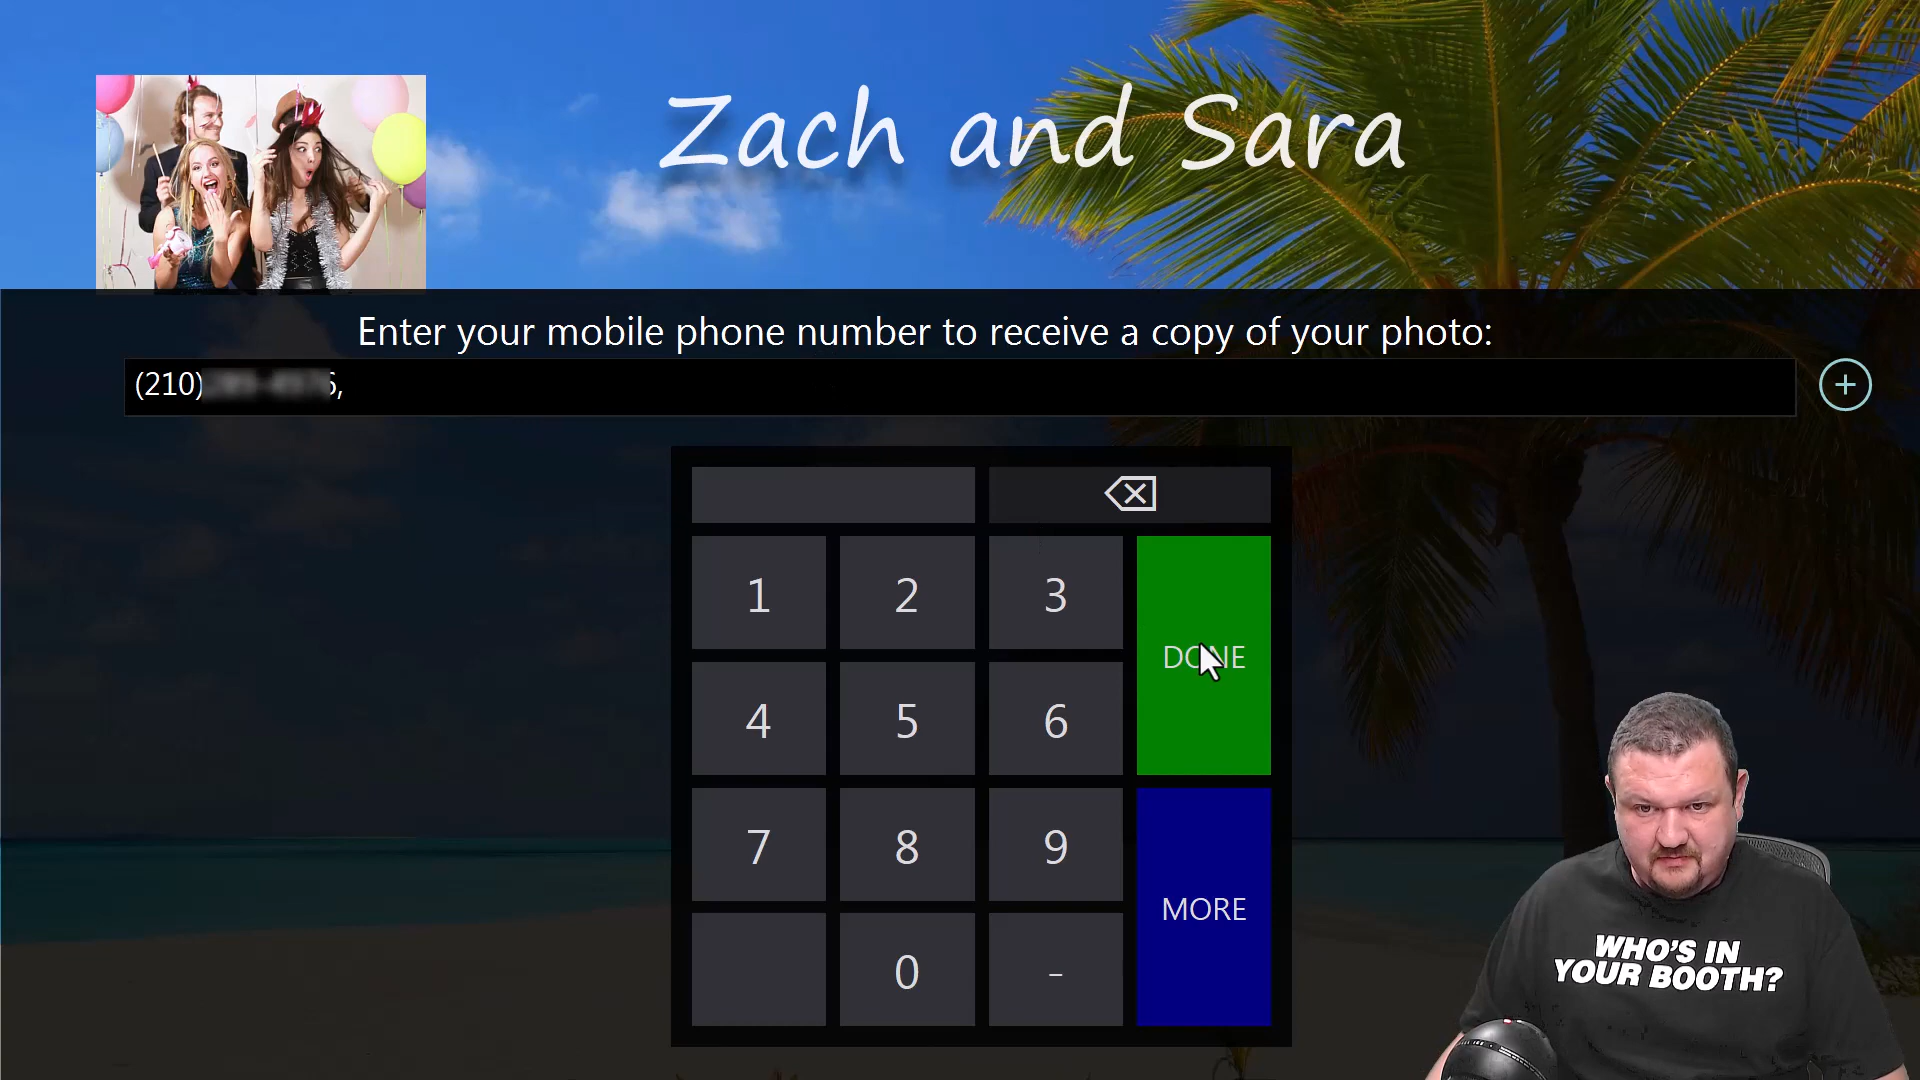 Zach and Sara
Enter your mobile phone number to receive a copy of your photo:
(210)
1 2 3
DONE
4 5 6
7 8 9
MORE
0 -
WHO'S IN
YOUR BOOTH?